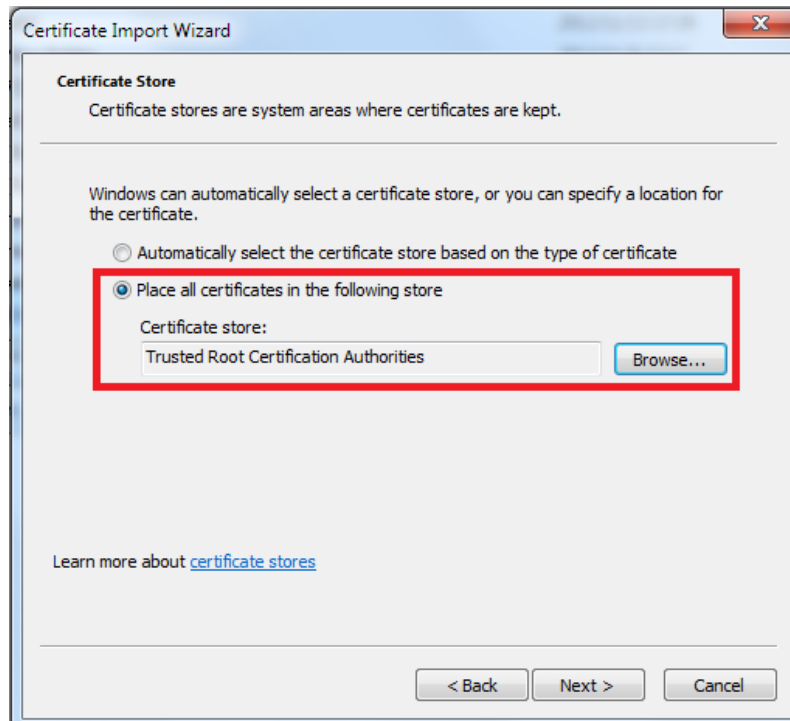 Certificate Import Wizard
Certificate Store
Certificate stores are system areas where certificates are kept.
Windows can automatically select a certificate store, or you can specify a location for
the certificate.
Automatically select the certificate store based on the type of certificate
Place all certificates in the following store
Certificate store:
Trusted Root Certification Authorities
Browse...
Learn more about certificate stores
< Back
Next >
Cancel